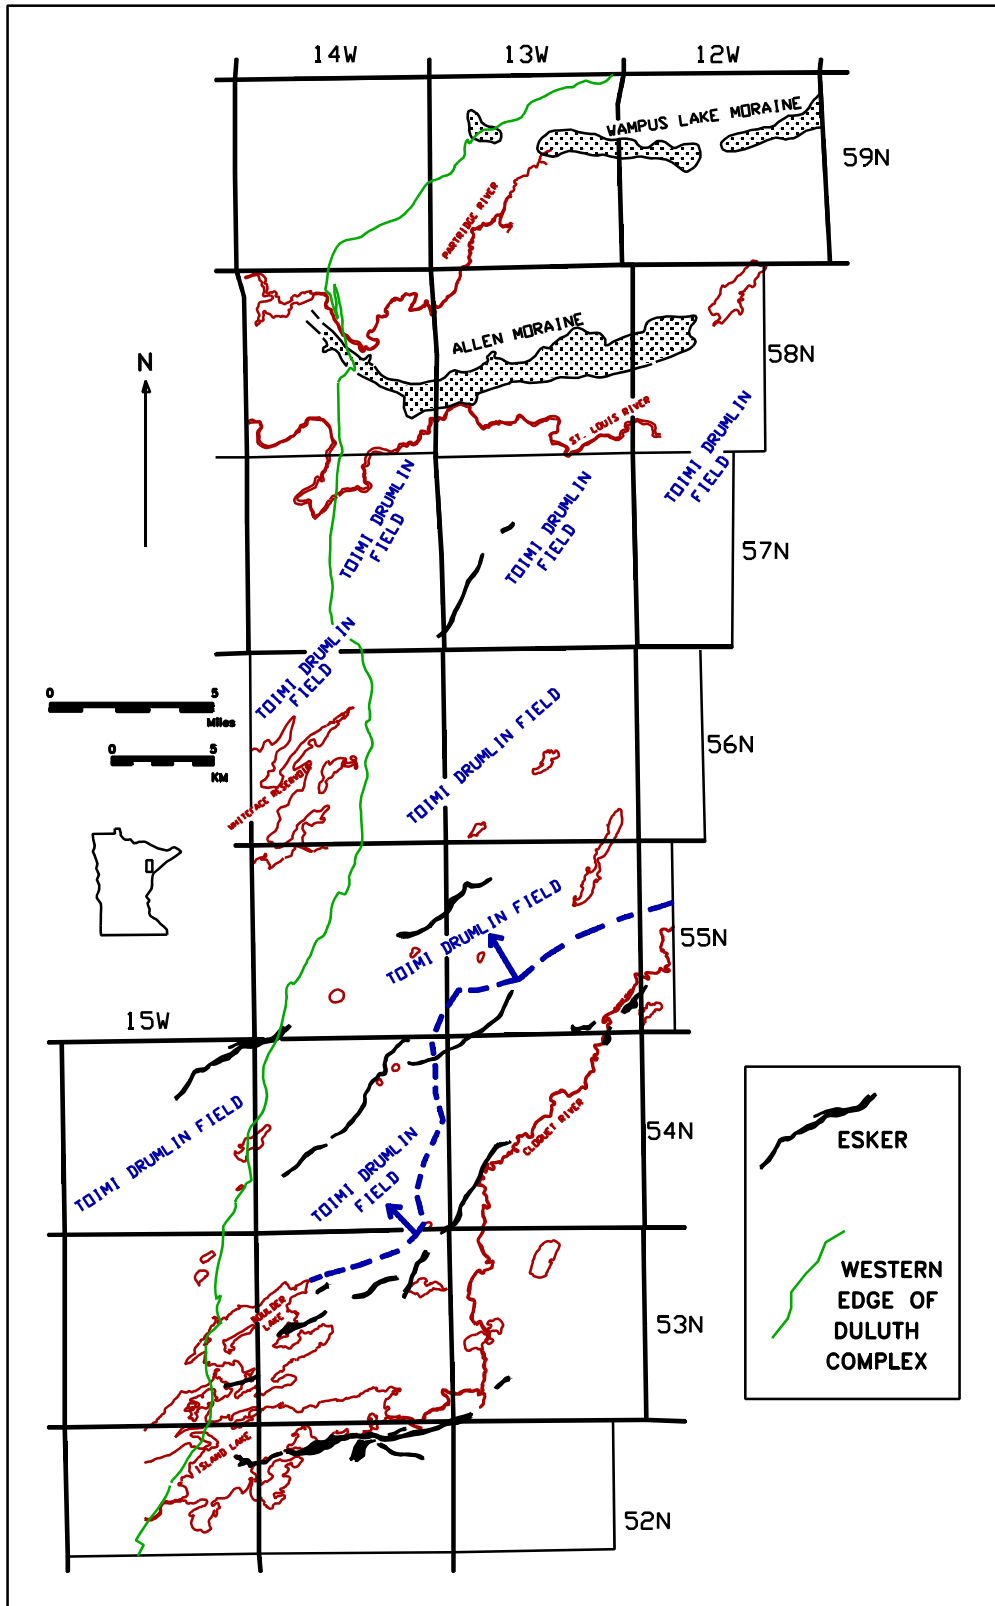 14W 13W 12W
WAMPUS LAKE MORAINE
59N
PARTRIDGE RIVER
ALLEN MORAINE
58N
N
ST. LOUIS RIVER
TOIMI DRUMLIN
FIELD
TOIMI DRUMLIN
FIELD
TOIMI DRUMLIN
FIELD
57N
TOIMI DRUMLIN
FIELD
0 5
Miles
0 5
KM
TOIMI DRUMLIN FIELD
56N
WHITEFACE RESERVOIR
TOIMI DRUMLIN FIELD
55N
15W
TOIMI DRUMLIN FIELD
CLOQUET RIVER
54N
TOIMI DRUMLIN
FIELD
ESKER
BOULDER
LAKE
53N
WESTERN
EDGE OF
DULUTH
COMPLEX
ISLAND LAKE
52N